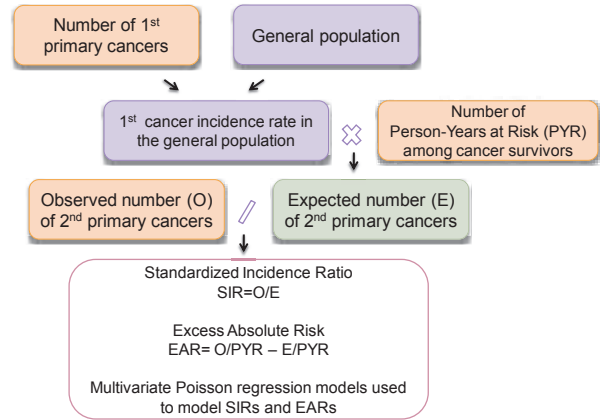 Number of 1st
primary cancers
General population
1st cancer incidence rate in
the general population
Number of
Person-Years at Risk (PYR)
among cancer survivors
Observed number (O)
of 2nd primary cancers
Expected number (E)
of 2nd primary cancers
Standardized Incidence Ratio
SIR=O/E
Excess Absolute Risk
EAR= O/PYR – E/PYR
Multivariate Poisson regression models used
to model SIRs and EARs